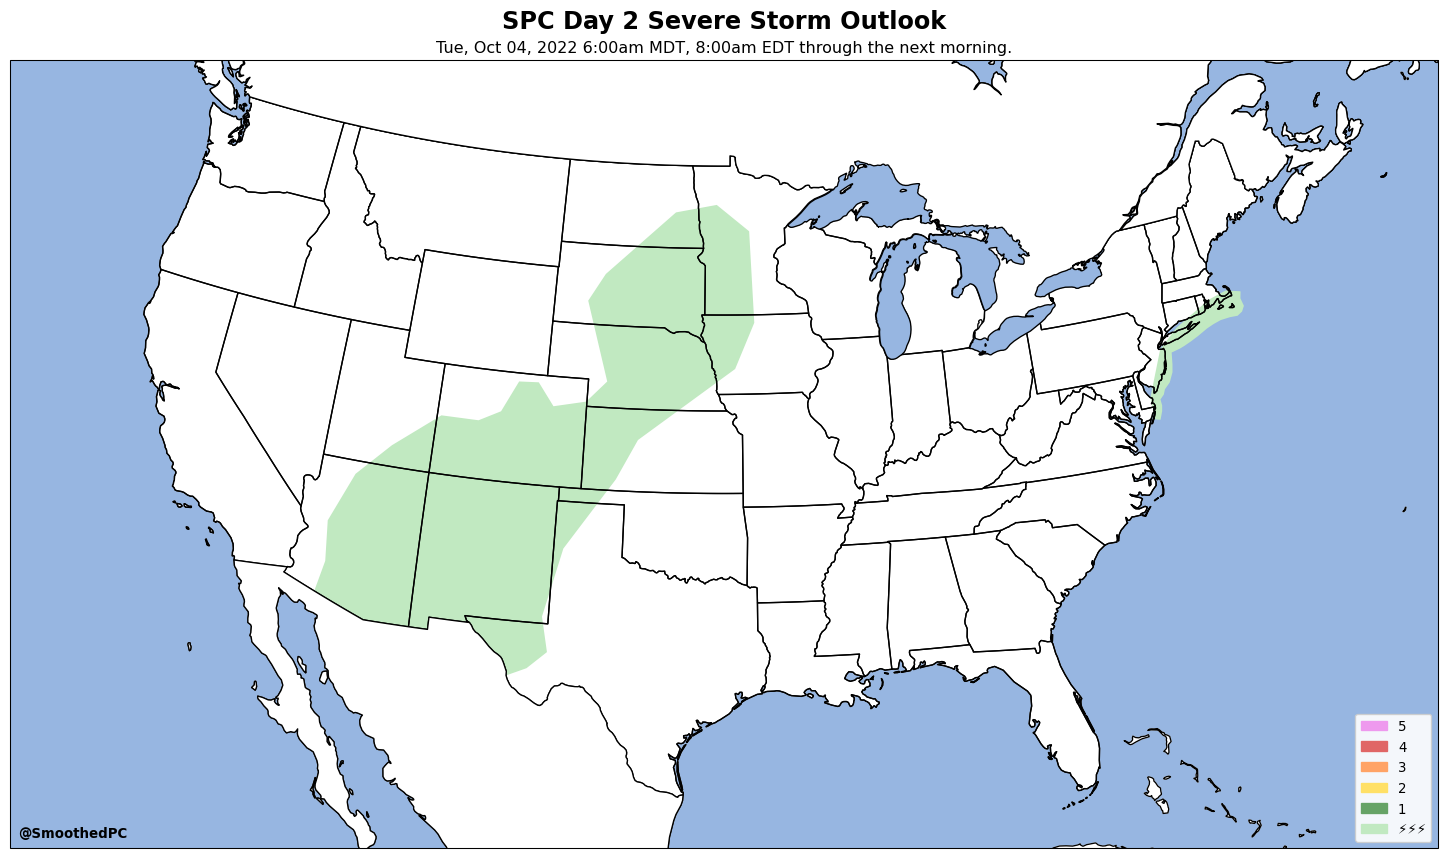 SPC Day 2 Severe Storm Outlook
Tue, Oct 04, 2022 6:00am MDT, 8:00am EDT through the next morning.
5
4
3
2
1
⚡⚡⚡
@SmoothedPC